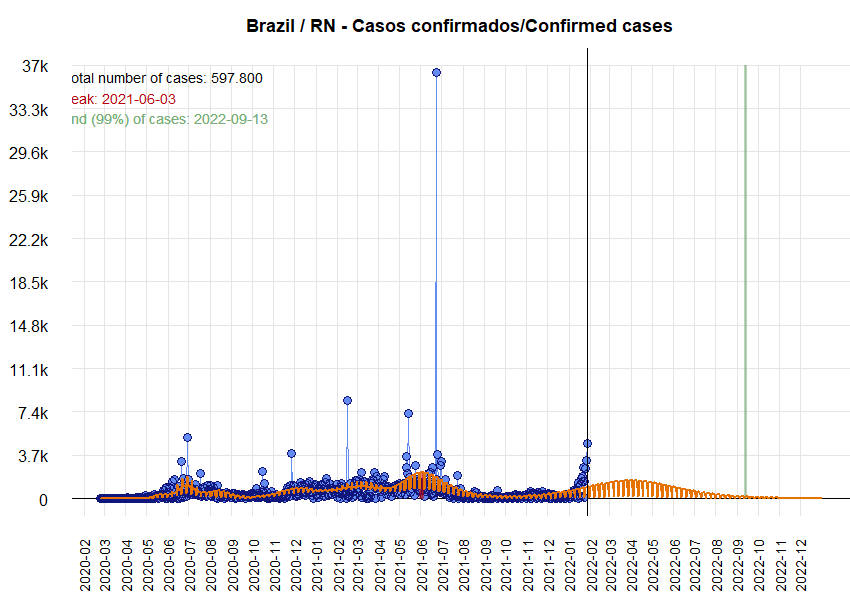 Brazil / RN - Casos confirmados/Confirmed cases
otal number of cases: 597.800
eak: 2021-06-03
nd (99%) of cases: 2022-09-13
37k
33.3k
29.6k
25.9k
22.2k
18.5k
14.8k
11.1k
7.4k
3.7k
0
2020-02
2020-03
2020-04
2020-05
2020-06
2020-07
2020-08
2020-09
2020-10
2020-11
2020-12
2021-01
2021-02
2021-03
2021-04
2021-05
2021-06
2021-07
2021-08
2021-09
2021-10
2021-11
2021-12
2022-01
2022-02
2022-03
2022-04
2022-05
2022-06
2022-07
2022-08
2022-09
2022-10
2022-11
2022-12